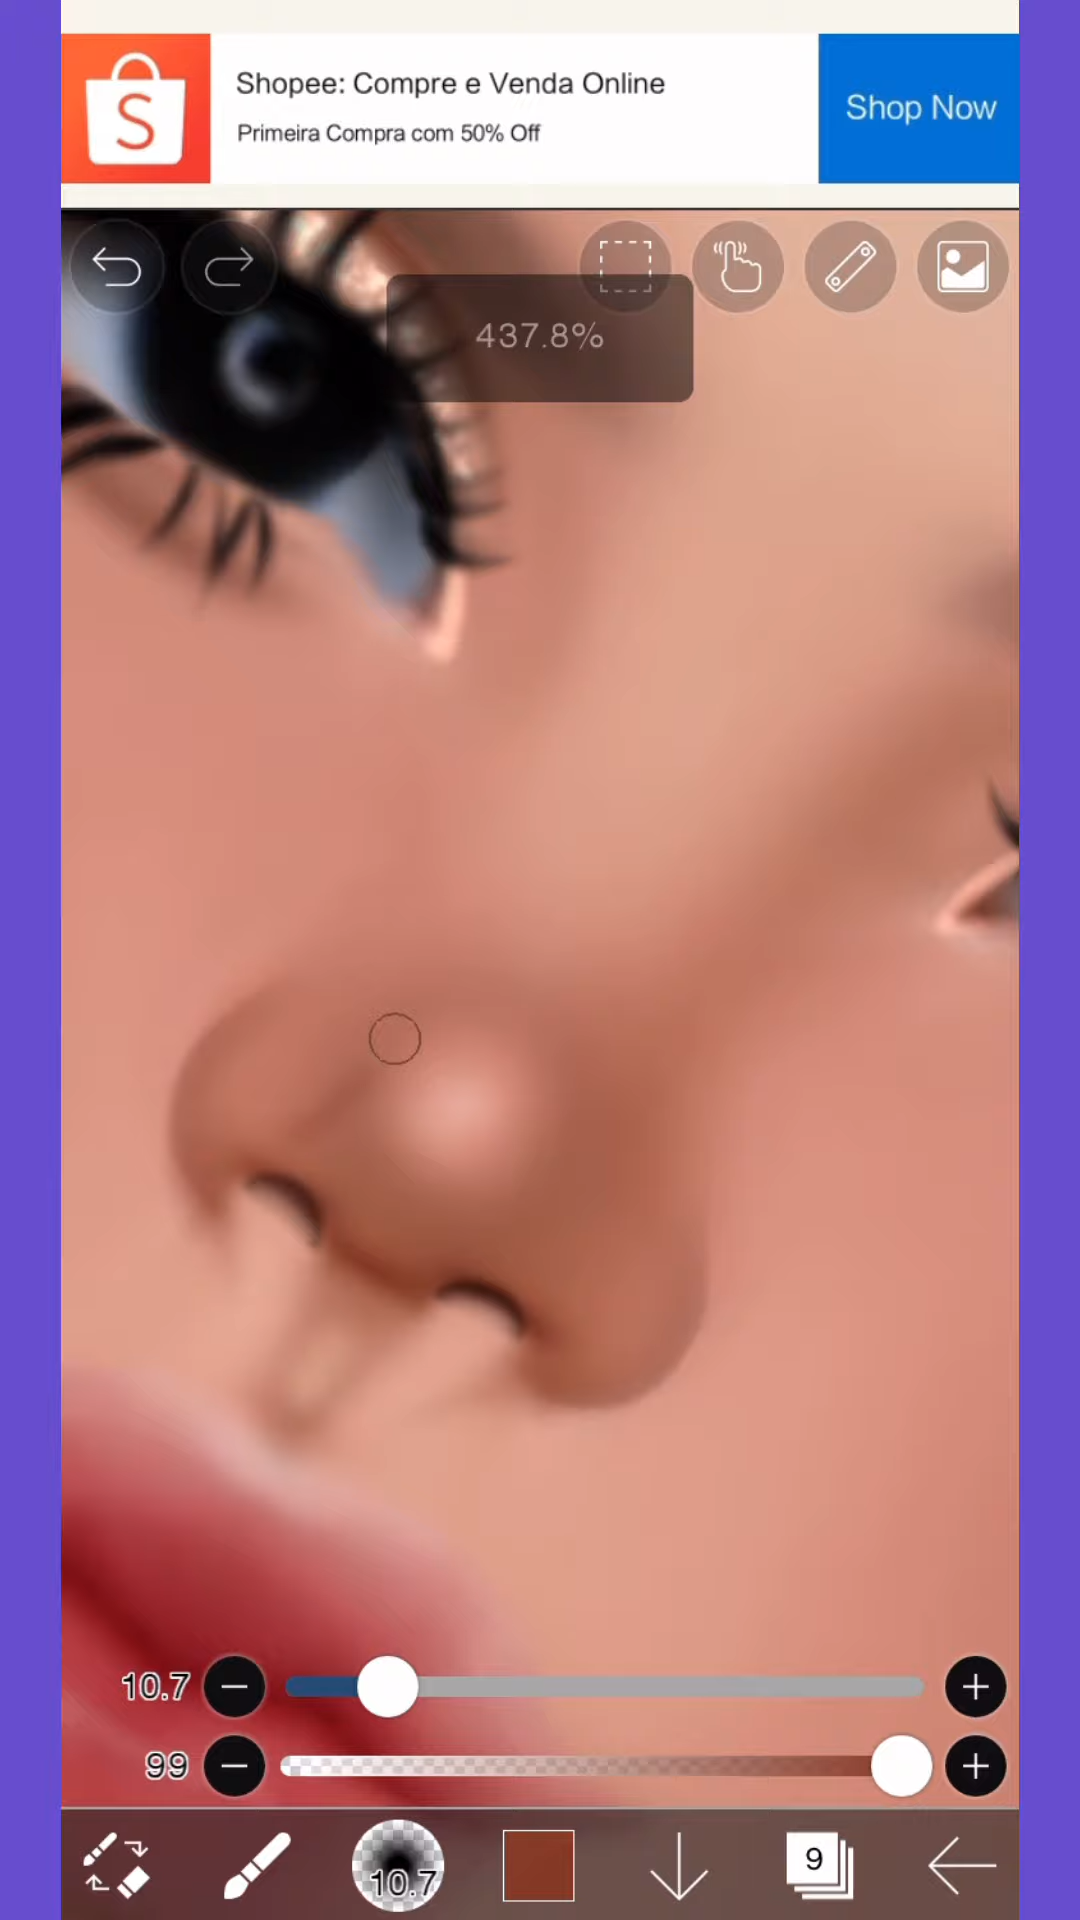 Shopee: Compre e Venda Online
Primeira Compra com 50% Off
Shop Now
S
437.8%
10.7
99
10.7
9